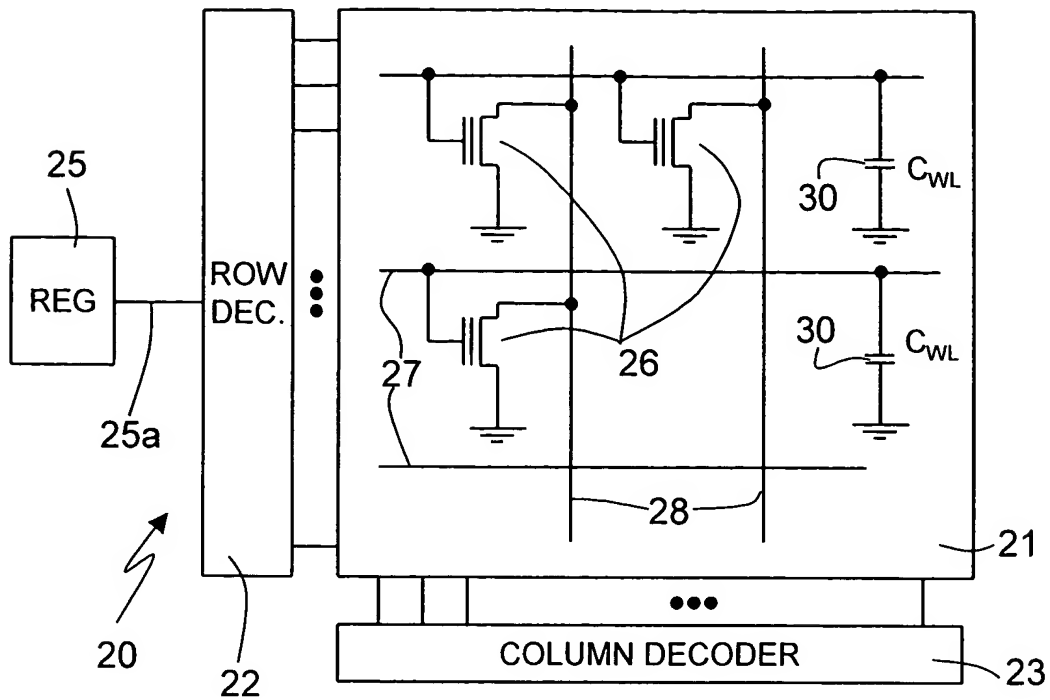 25
REG
25a
ROW
DEC.
27
26
30
C_WL
30
C_WL
28
21
20
22
COLUMN DECODER
23